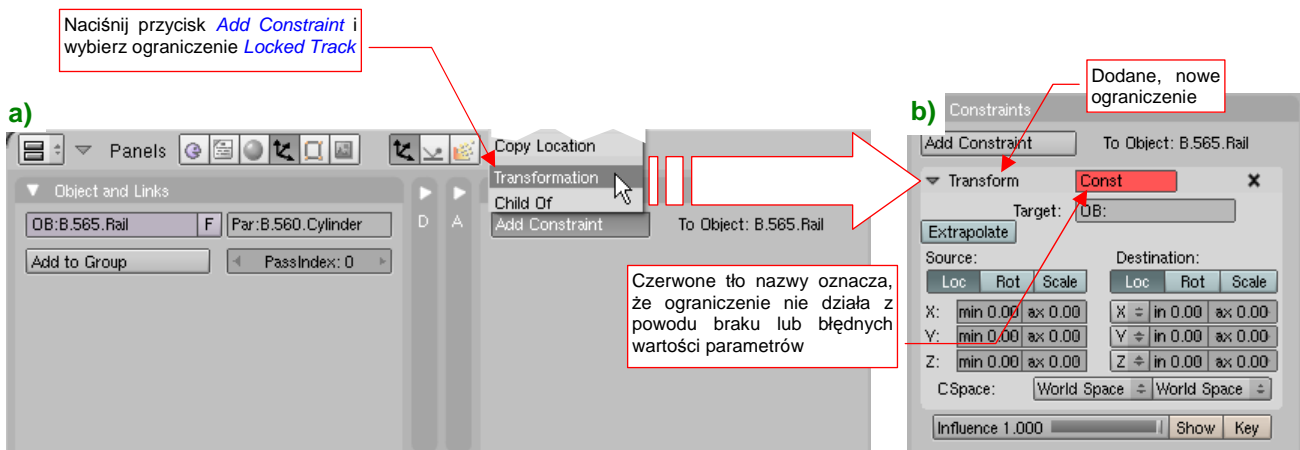 Naciśnij przycisk Add Constraint i
wybierz ograniczenie Locked Track
Dodane, nowe
ograniczenie
a)
Panels
Copy Location
Transformation
Child Of
Add Constraint
To Object: B.565.Rail
Object and Links
OB:B.565.Rail
F
Par:B.560.Cylinder
D
A
Add to Group
PassIndex: 0
Czerwone tło nazwy oznacza,
że ograniczenie nie działa z
powodu braku lub błędnych
wartości parametrów
b)
Constraints
Add Constraint
To Object: B.565.Rail
Transform
Const
Target:
OB:
Extrapolate
Source:
Destination:
Loc Rot Scale
Loc Rot Scale
X: min 0.00 ax 0.00
X in 0.00 ax 0.00
Y: min 0.00 ax 0.00
Y in 0.00 ax 0.00
Z: min 0.00 ax 0.00
Z in 0.00 ax 0.00
CSpace: World Space World Space
Influence 1.000 Show Key